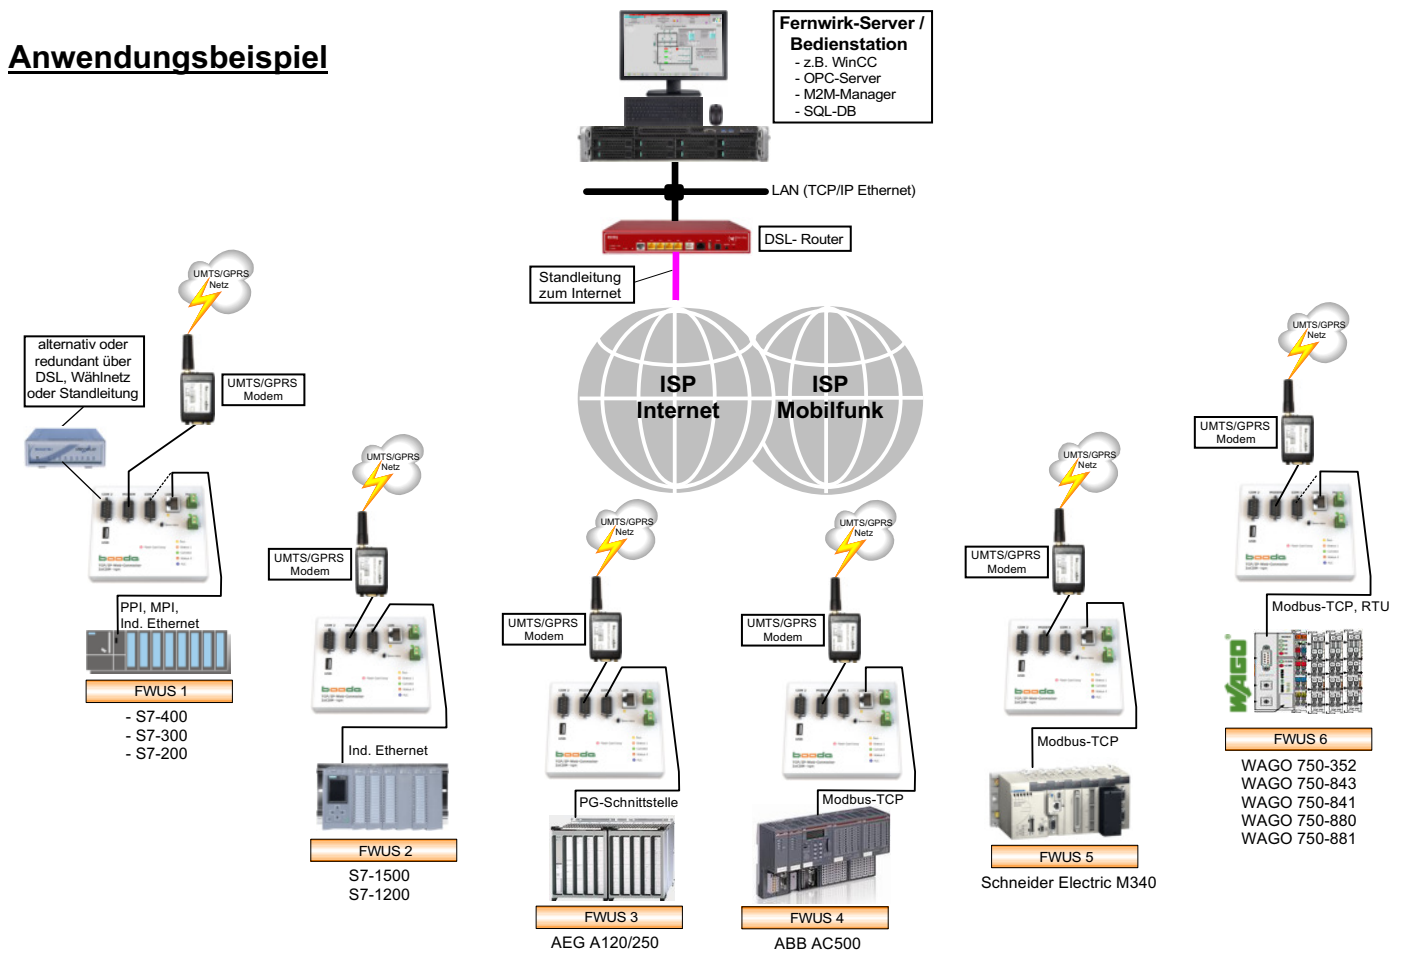 Anwendungsbeispiel
Fernwirk-Server /
Bedienstation
- z.B. WinCC
- OPC-Server
- M2M-Manager
- SQL-DB
LAN (TCP/IP Ethernet)
DSL- Router
Standleitung
zum Internet
ISP
Internet
ISP
Mobilfunk
UMTS/GPRS
Netz
alternativ oder
redundant über
DSL, Wählnetz
oder Standleitung
UMTS/GPRS
Modem
PPI, MPI,
Ind. Ethernet
FWUS 1
- S7-400
- S7-300
- S7-200
UMTS/GPRS
Netz
UMTS/GPRS
Modem
Ind. Ethernet
FWUS 2
S7-1500
S7-1200
UMTS/GPRS
Netz
UMTS/GPRS
Modem
PG-Schnittstelle
FWUS 3
AEG A120/250
UMTS/GPRS
Netz
UMTS/GPRS
Modem
Modbus-TCP
FWUS 4
ABB AC500
UMTS/GPRS
Netz
UMTS/GPRS
Modem
Modbus-TCP
FWUS 5
Schneider Electric M340
UMTS/GPRS
Netz
UMTS/GPRS
Modem
Modbus-TCP, RTU
WAGO
FWUS 6
WAGO 750-352
WAGO 750-843
WAGO 750-841
WAGO 750-880
WAGO 750-881